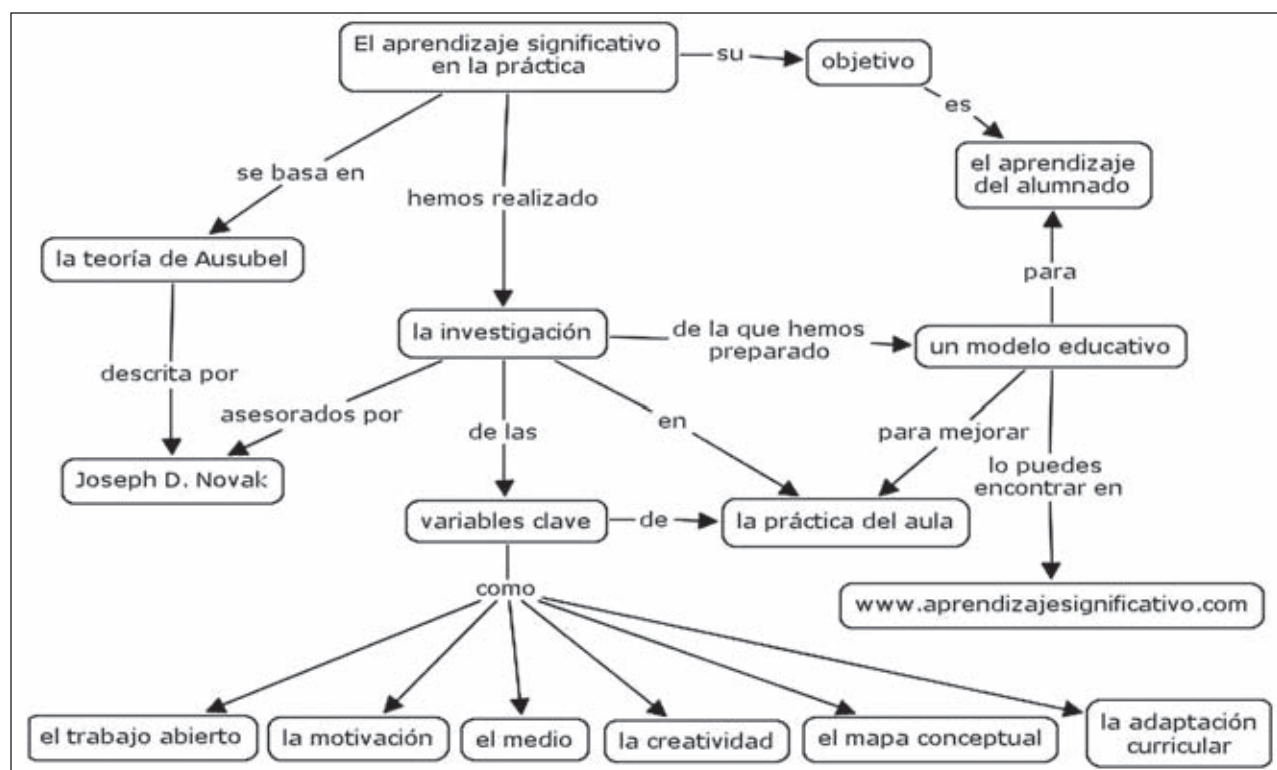 El aprendizaje significativo
en la práctica
su
objetivo
es
el aprendizaje
del alumnado
se basa en
hemos realizado
la teoría de Ausubel
para
la investigación
de la que hemos
preparado
un modelo educativo
descrita por
asesorados por
de las
en
para mejorar
lo puedes
encontrar en
Joseph D. Novak
variables clave
de
la práctica del aula
como
www.aprendizajesignificativo.com
el trabajo abierto
la motivación
el medio
la creatividad
el mapa conceptual
la adaptación
curricular